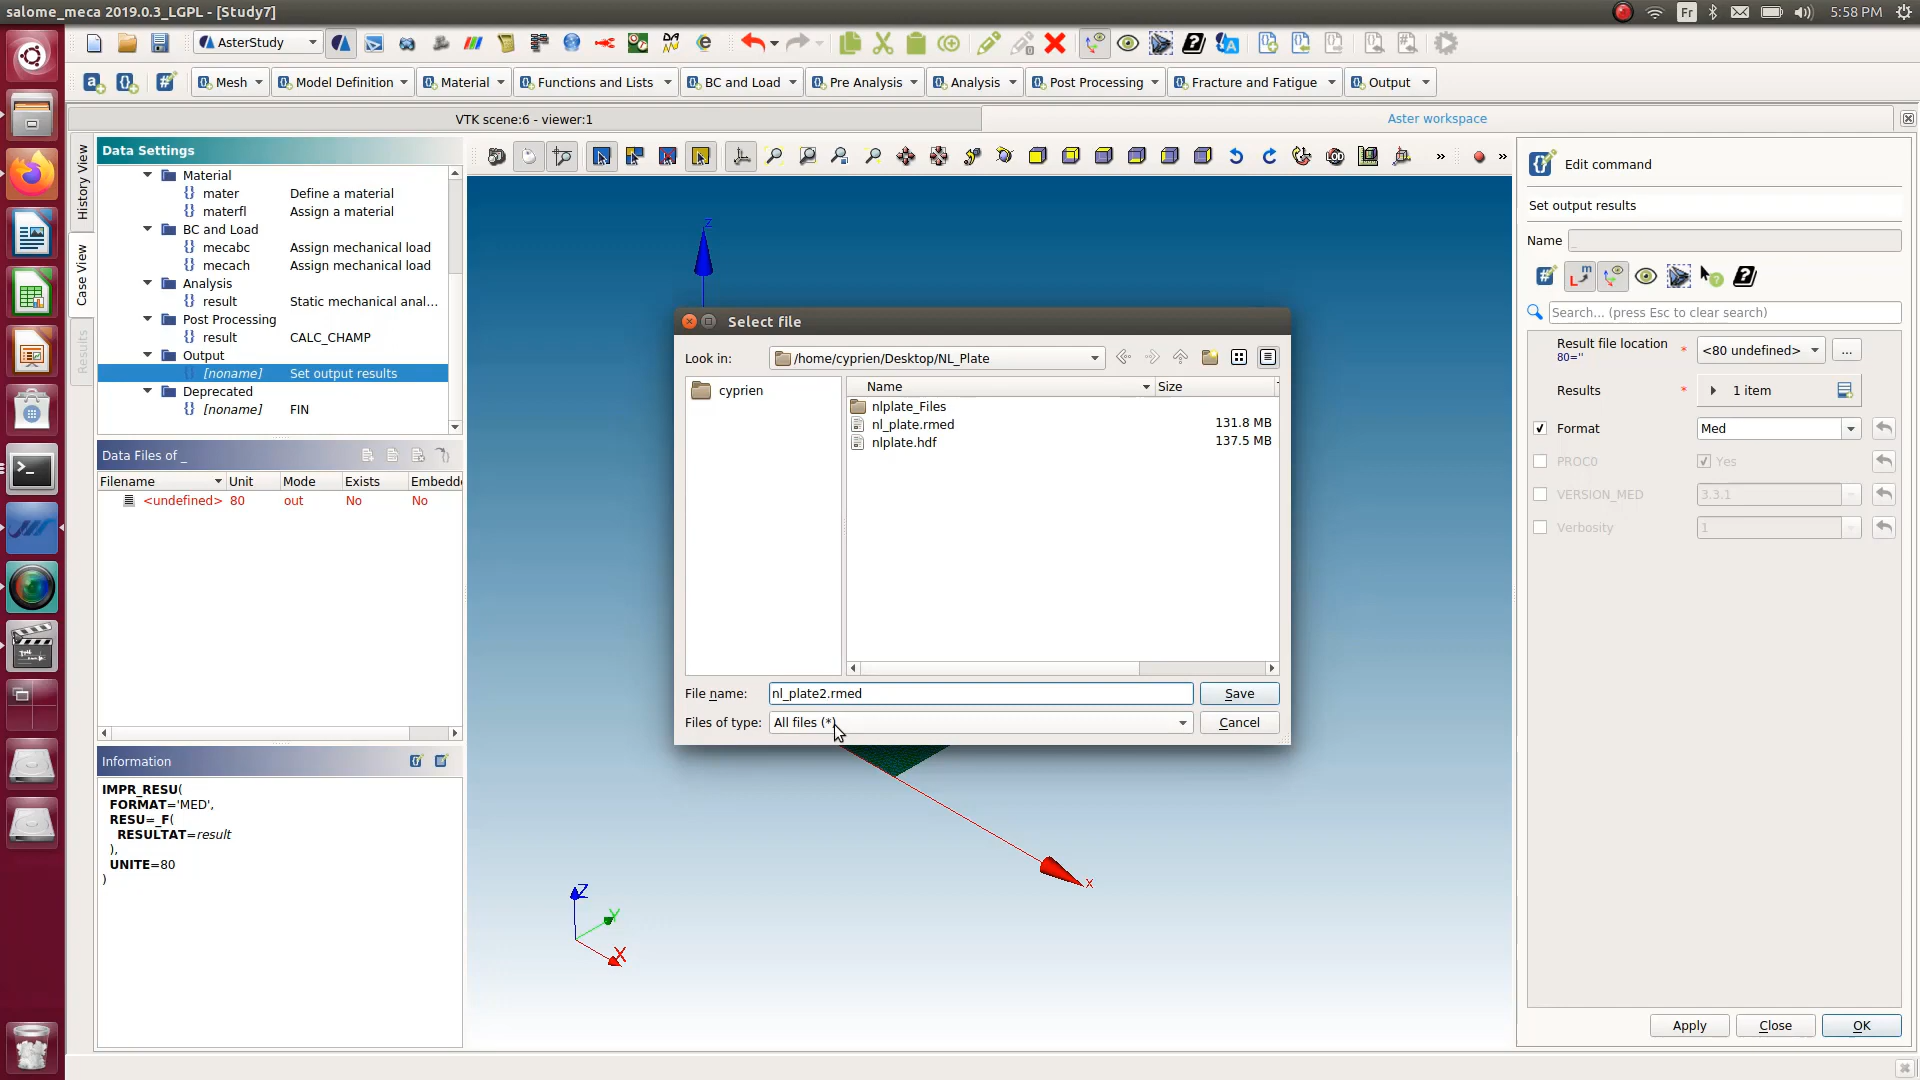 salome_meca 2019.0.3_LGPL - [Study7]
Fr
5:58 PM
AsterStudy
Mesh
Model Definition
Material
Functions and Lists
BC and Load
Pre Analysis
Analysis
Post Processing
Fracture and Fatigue
Output
VTK scene:6 - viewer:1
Aster workspace
History View
Case View
Results
Data Settings
Material
mater Define a material
materfl Assign a material
BC and Load
mecabc Assign mechanical load
mecach Assign mechanical load
Analysis
result Static mechanical anal...
Post Processing
result CALC_CHAMP
Output
[noname] Set output results
Deprecated
[noname] FIN
Data Files of _
Filename Unit Mode Exists Embedde
<undefined> 80 out No No
Information
IMPR_RESU(
FORMAT='MED',
RESU=_F(
RESULTAT=result
),
UNITE=80
)
Z
x
Z
Y
X
Select file
Look in: /home/cyprien/Desktop/NL_Plate
cyprien
Name Size
nlplate_Files
nl_plate.rmed 131.8 MB
nlplate.hdf 137.5 MB
File name: nl_plate2.rmed Save
Files of type: All files (*) Cancel
Edit command
Set output results
Name _
Search... (press Esc to clear search)
Result file location * <80 undefined> ...
80=''
Results * 1 item
Format Med
PROC0 Yes
VERSION_MED 3.3.1
Verbosity 1
Apply Close OK